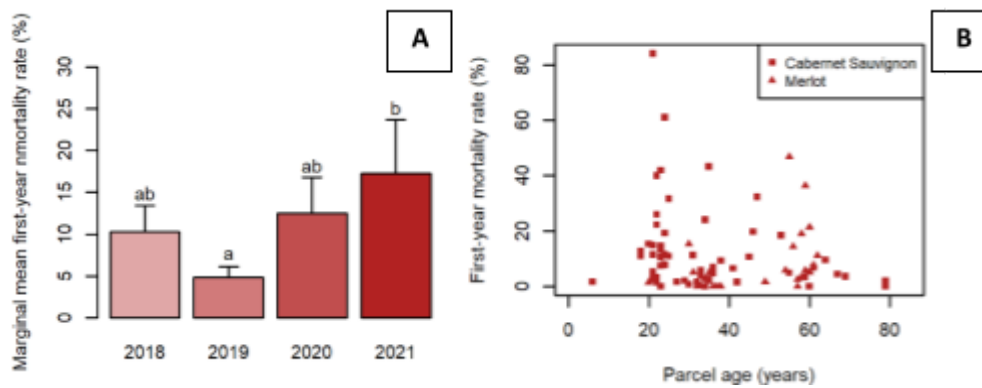 A
Marginal mean first-year nmortality rate (%)
30
25
20
15
10
5
0
ab
a
ab
b
2018 2019 2020 2021
B
First-year mortality rate (%)
80
60
40
20
0
Cabernet Sauvignon
Merlot
0 20 40 60 80
Parcel age (years)